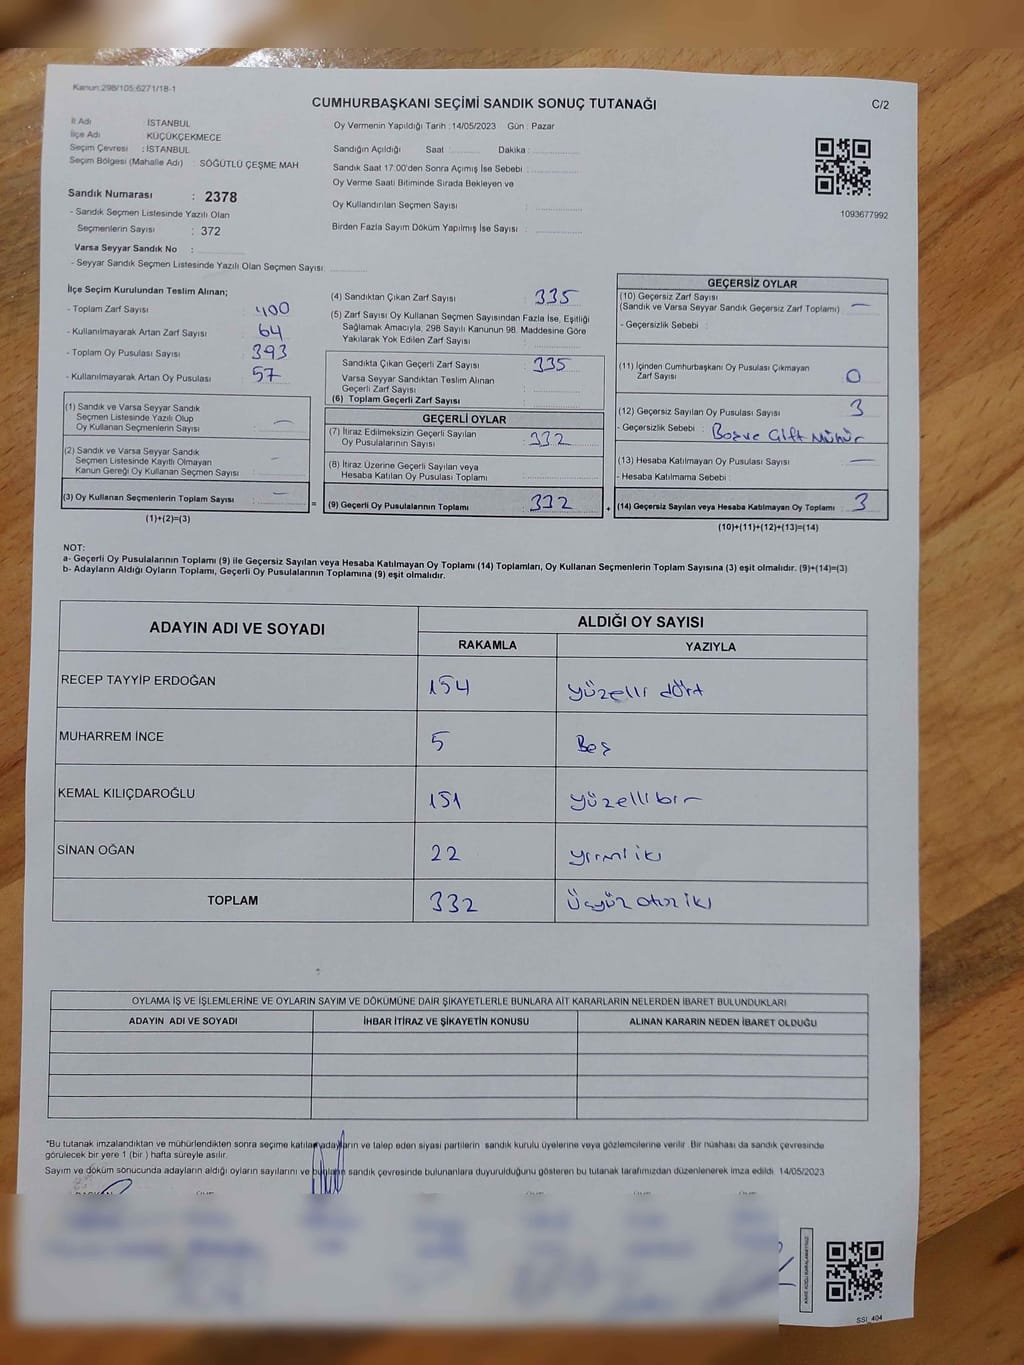 Kanun:298/105;6271/18-1
CUMHURBAŞKANI SEÇİMİ SANDIK SONUÇ TUTANAĞI
C/2
İl Adı İSTANBUL
İlçe Adı KÜÇÜKÇEKMECE
Seçim Çevresi : İSTANBUL
Seçim Bölgesi (Mahalle Adı) : SÖĞÜTLÜ ÇEŞME MAH
Oy Vermenin Yapıldığı Tarih :14/05/2023 Gün : Pazar
Sandığın Açıldığı Saat : Dakika :
Sandık Saat 17:00'den Sonra Açılmış İse Sebebi :
Oy Verme Saati Bitiminde Sırada Bekleyen ve
Oy Kullandırılan Seçmen Sayısı :
Birden Fazla Sayım Döküm Yapılmış İse Sayısı :
1093677992
Sandık Numarası : 2378
- Sandık Seçmen Listesinde Yazılı Olan
Seçmenlerin Sayısı : 372
Varsa Seyyar Sandık No :
- Seyyar Sandık Seçmen Listesinde Yazılı Olan Seçmen Sayısı:
İlçe Seçim Kurulundan Teslim Alınan;
- Toplam Zarf Sayısı : 400
- Kullanılmayarak Artan Zarf Sayısı : 64
- Toplam Oy Pusulası Sayısı : 393
- Kullanılmayarak Artan Oy Pusulası : 57
(1) Sandık ve Varsa Seyyar Sandık
Seçmen Listesinde Yazılı Olup
Oy Kullanan Seçmenlerin Sayısı : —
(2) Sandık ve Varsa Seyyar Sandık
Seçmen Listesinde Kayıtlı Olmayan
Kanun Gereği Oy Kullanan Seçmen Sayısı : -
(3) Oy Kullanan Seçmenlerin Toplam Sayısı : —
(1)+(2)=(3)
(4) Sandıktan Çıkan Zarf Sayısı : 335
(5) Zarf Sayısı Oy Kullanan Seçmen Sayısından Fazla İse, Eşitliği
Sağlamak Amacıyla, 298 Sayılı Kanunun 98. Maddesine Göre
Yakılarak Yok Edilen Zarf Sayısı :
Sandıkta Çıkan Geçerli Zarf Sayısı : 335
Varsa Seyyar Sandıktan Teslim Alınan
Geçerli Zarf Sayısı :
(6) Toplam Geçerli Zarf Sayısı :
=
GEÇERLİ OYLAR
(7) İtiraz Edilmeksizin Geçerli Sayılan
Oy Pusulalarının Sayısı : 332
(8) İtiraz Üzerine Geçerli Sayılan veya
Hesaba Katılan Oy Pusulası Toplamı :
(9) Geçerli Oy Pusulalarının Toplamı : 332
+
GEÇERSİZ OYLAR
(10) Geçersiz Zarf Sayısı
(Sandık ve Varsa Seyyar Sandık Geçersiz Zarf Toplamı) : —
- Geçersizlik Sebebi :
(11) İçinden Cumhurbaşkanı Oy Pusulası Çıkmayan
Zarf Sayısı : 0
(12) Geçersiz Sayılan Oy Pusulası Sayısı : 3
- Geçersizlik Sebebi : Boş ve Çift Mühür
(13) Hesaba Katılmayan Oy Pusulası Sayısı : —
- Hesaba Katılmama Sebebi :
(14) Geçersiz Sayılan veya Hesaba Katılmayan Oy Toplamı : 3
(10)+(11)+(12)+(13)=(14)
NOT:
a- Geçerli Oy Pusulalarının Toplamı (9) ile Geçersiz Sayılan veya Hesaba Katılmayan Oy Toplamı (14) Toplamları, Oy Kullanan Seçmenlerin Toplam Sayısına (3) eşit olmalıdır. (9)+(14)=(3)
b- Adayların Aldığı Oyların Toplamı, Geçerli Oy Pusulalarının Toplamına (9) eşit olmalıdır.
ADAYIN ADI VE SOYADI
ALDIĞI OY SAYISI
RAKAMLA YAZIYLA
RECEP TAYYİP ERDOĞAN 154 yüzelli dört
MUHARREM İNCE 5 Beş
KEMAL KILIÇDAROĞLU 151 yüzellibir
SİNAN OĞAN 22 yirmiiki
TOPLAM 332 Üçyüz otuz iki
OYLAMA İŞ VE İŞLEMLERİNE VE OYLARIN SAYIM VE DÖKÜMÜNE DAİR ŞİKAYETLERLE BUNLARA AİT KARARLARIN NELERDEN İBARET BULUNDUKLARI
ADAYIN ADI VE SOYADI İHBAR İTİRAZ VE ŞİKAYETİN KONUSU ALINAN KARARIN NEDEN İBARET OLDUĞU
*Bu tutanak imzalandıktan ve mühürlendikten sonra seçime katılan adayların ve talep eden siyasi partilerin sandık kurulu üyelerine veya gözlemcilerine verilir. Bir nüshası da sandık çevresinde
görülecek bir yere 1 (bir) hafta süreyle asılır.
Sayım ve döküm sonucunda adayların aldığı oyların sayılarını ve bunların sandık çevresinde bulunanlara duyurulduğunu gösteren bu tutanak tarafımızdan düzenlenerek imza edildi. 14/05/2023
SSI_404